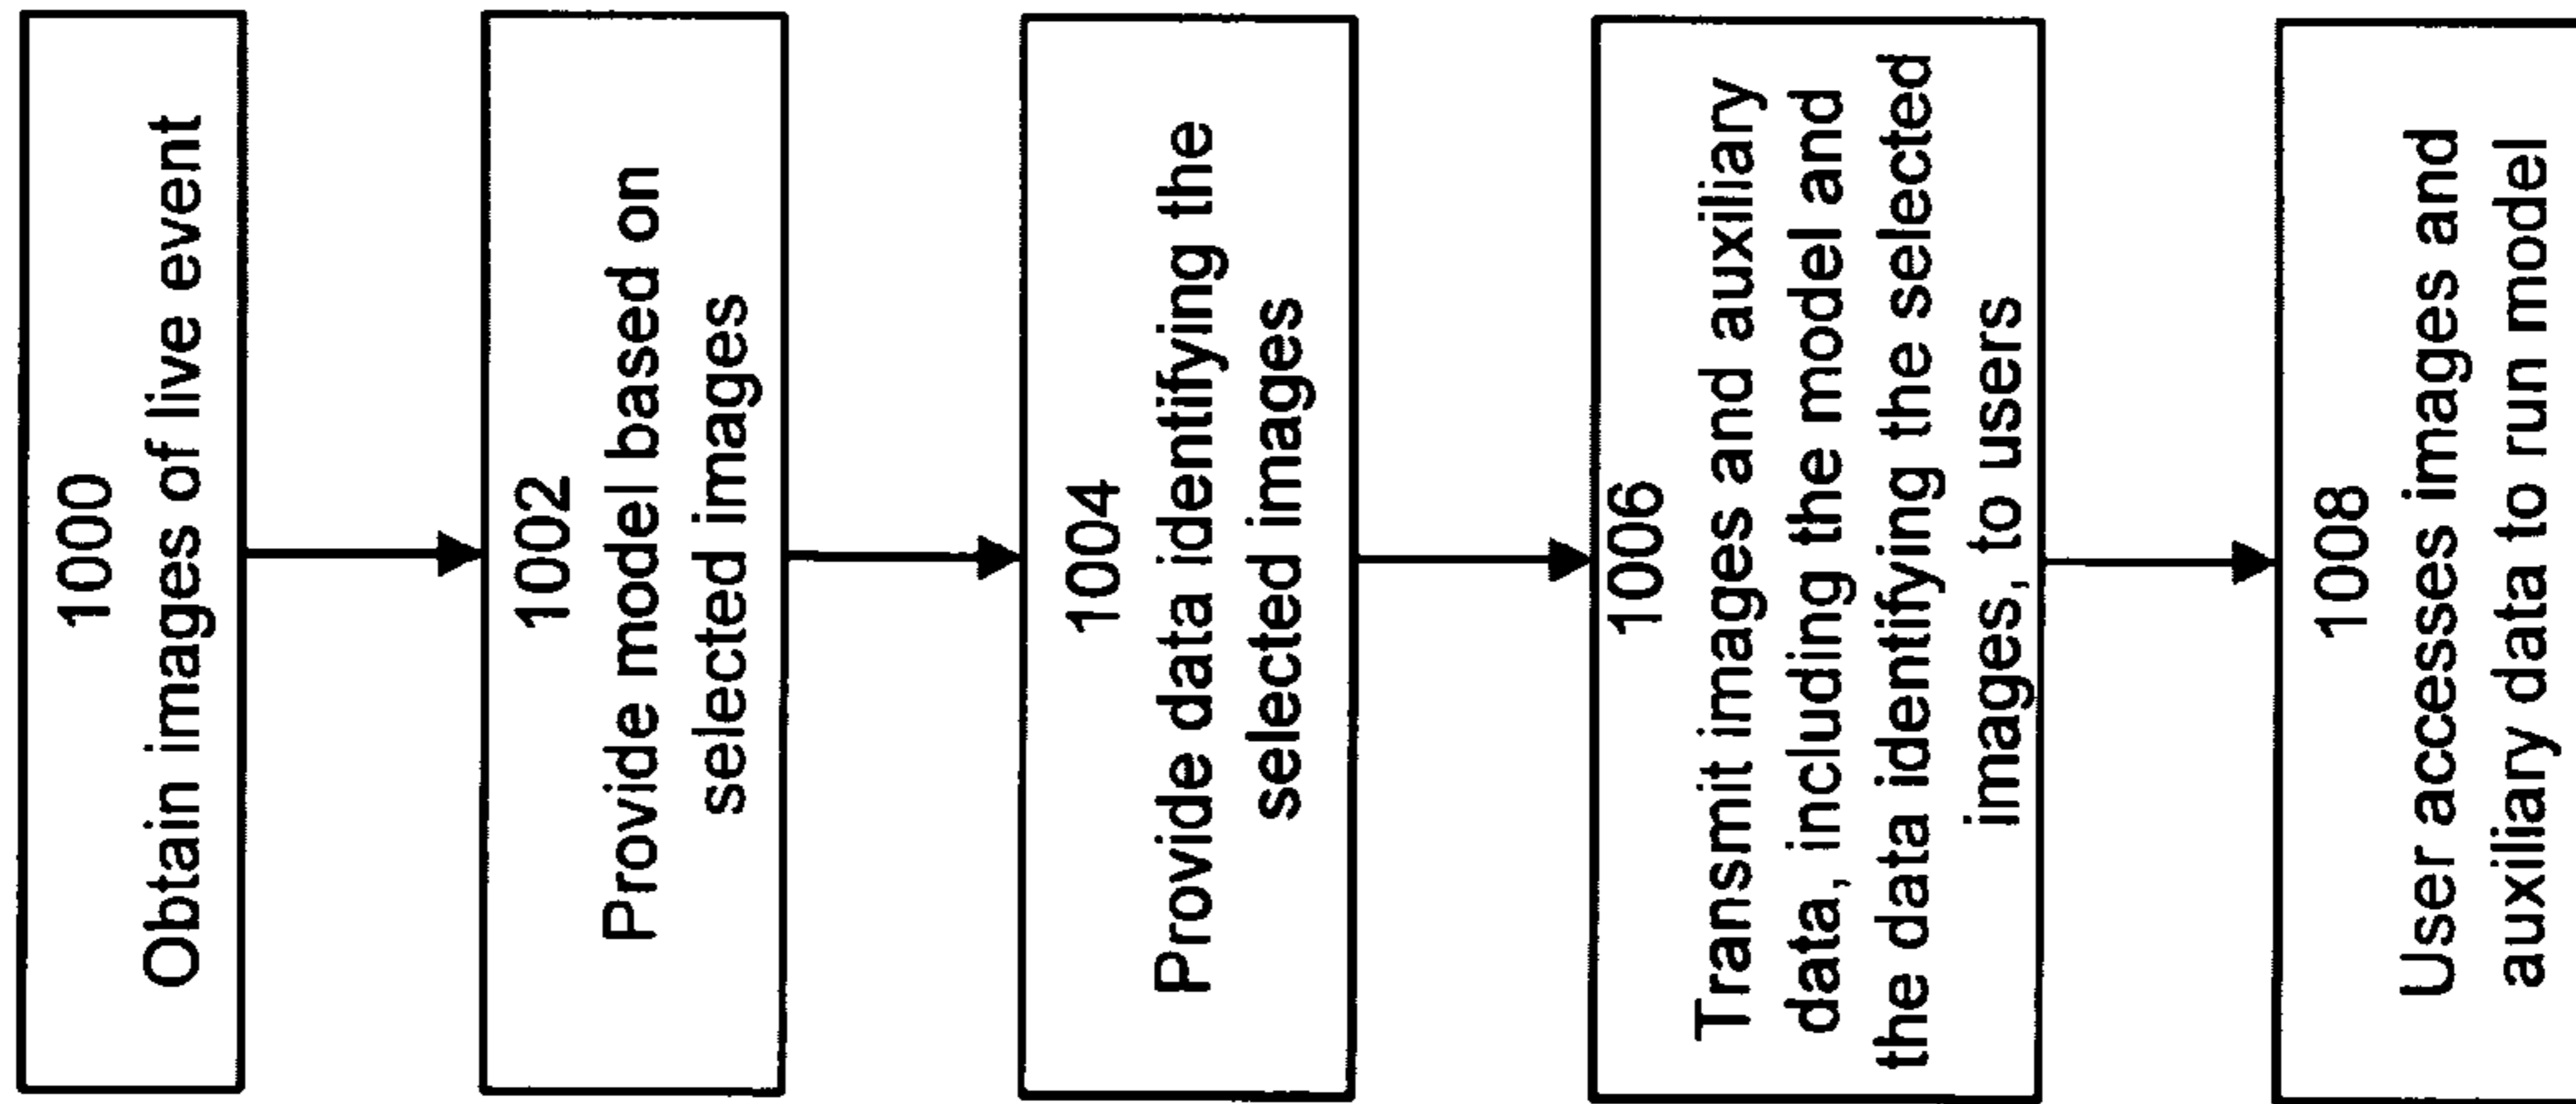 1000
Obtain images of live event
1002
Provide model based on
selected images
1004
Provide data identifying the
selected images
1006
Transmit images and auxiliary
data, including the model and
the data identifying the selected
images, to users
1008
User accesses images and
auxiliary data to run model